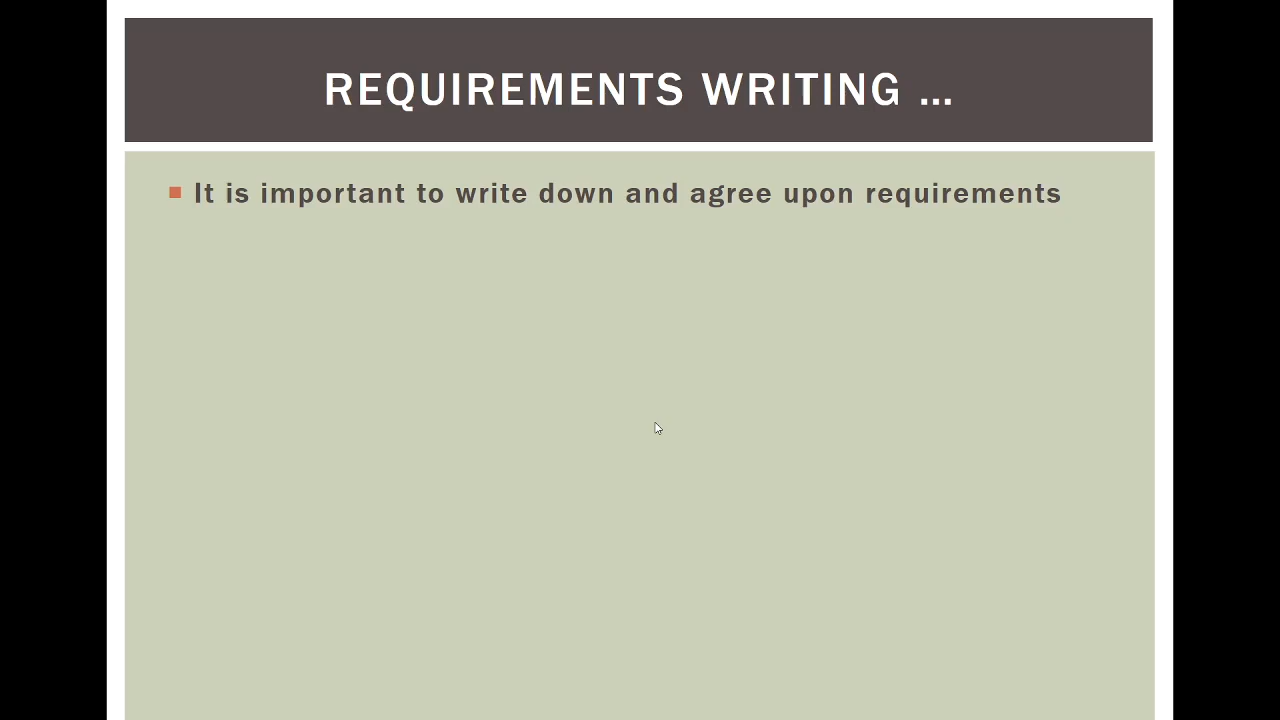 REQUIREMENTS WRITING …
It is important to write down and agree upon requirements